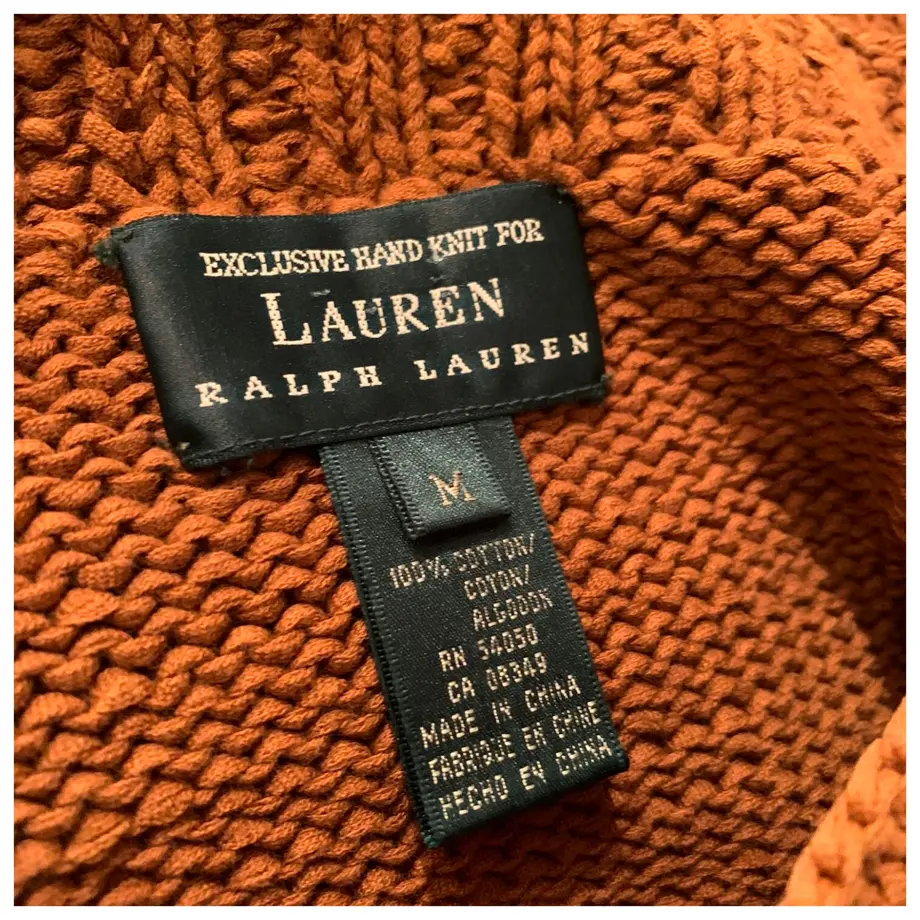 EXCLUSIVE HAND KNIT FOR
LAUREN
RALPH LAUREN
M
100% COTTON/
COTON/
ALGODON
RN 54050
CA 08349
MADE IN CHINA
FABRIQUE EN CHINE
HECHO EN CHINA